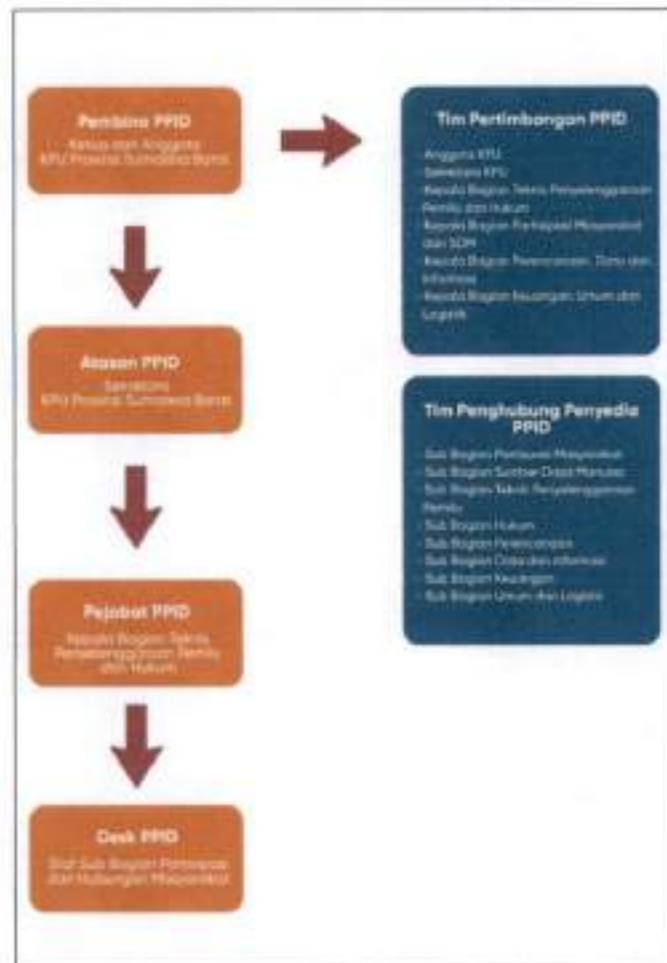 Pembina PPID
Ketua dan Anggota
KPU Provinsi Sumatera Barat
Atasan PPID
Sekretaris
KPU Provinsi Sumatera Barat
Pejabat PPID
Kepala Bagian Teknis
Penyelenggaraan Pemilu
dan Hukum
Desk PPID
Staf Sub Bagian Partisipasi
dan Hubungan Masyarakat
Tim Pertimbangan PPID
- Anggota KPU
- Sekretaris KPU
- Kepala Bagian Teknis Penyelenggaraan
Pemilu dan Hukum
- Kepala Bagian Partisipasi Masyarakat
dan SDM
- Kepala Bagian Perencanaan, Data dan
Informasi
- Kepala Bagian Keuangan, Umum dan
Logistik
Tim Penghubung Penyedia
PPID
- Sub Bagian Masyarakat
- Sub Bagian Sumber Daya Manusia
- Sub Bagian Teknis Penyelenggaraan
Pemilu
- Sub Bagian Hukum
- Sub Bagian Perencanaan
- Sub Bagian Data dan Informasi
- Sub Bagian Keuangan
- Sub Bagian Umum dan Logistik